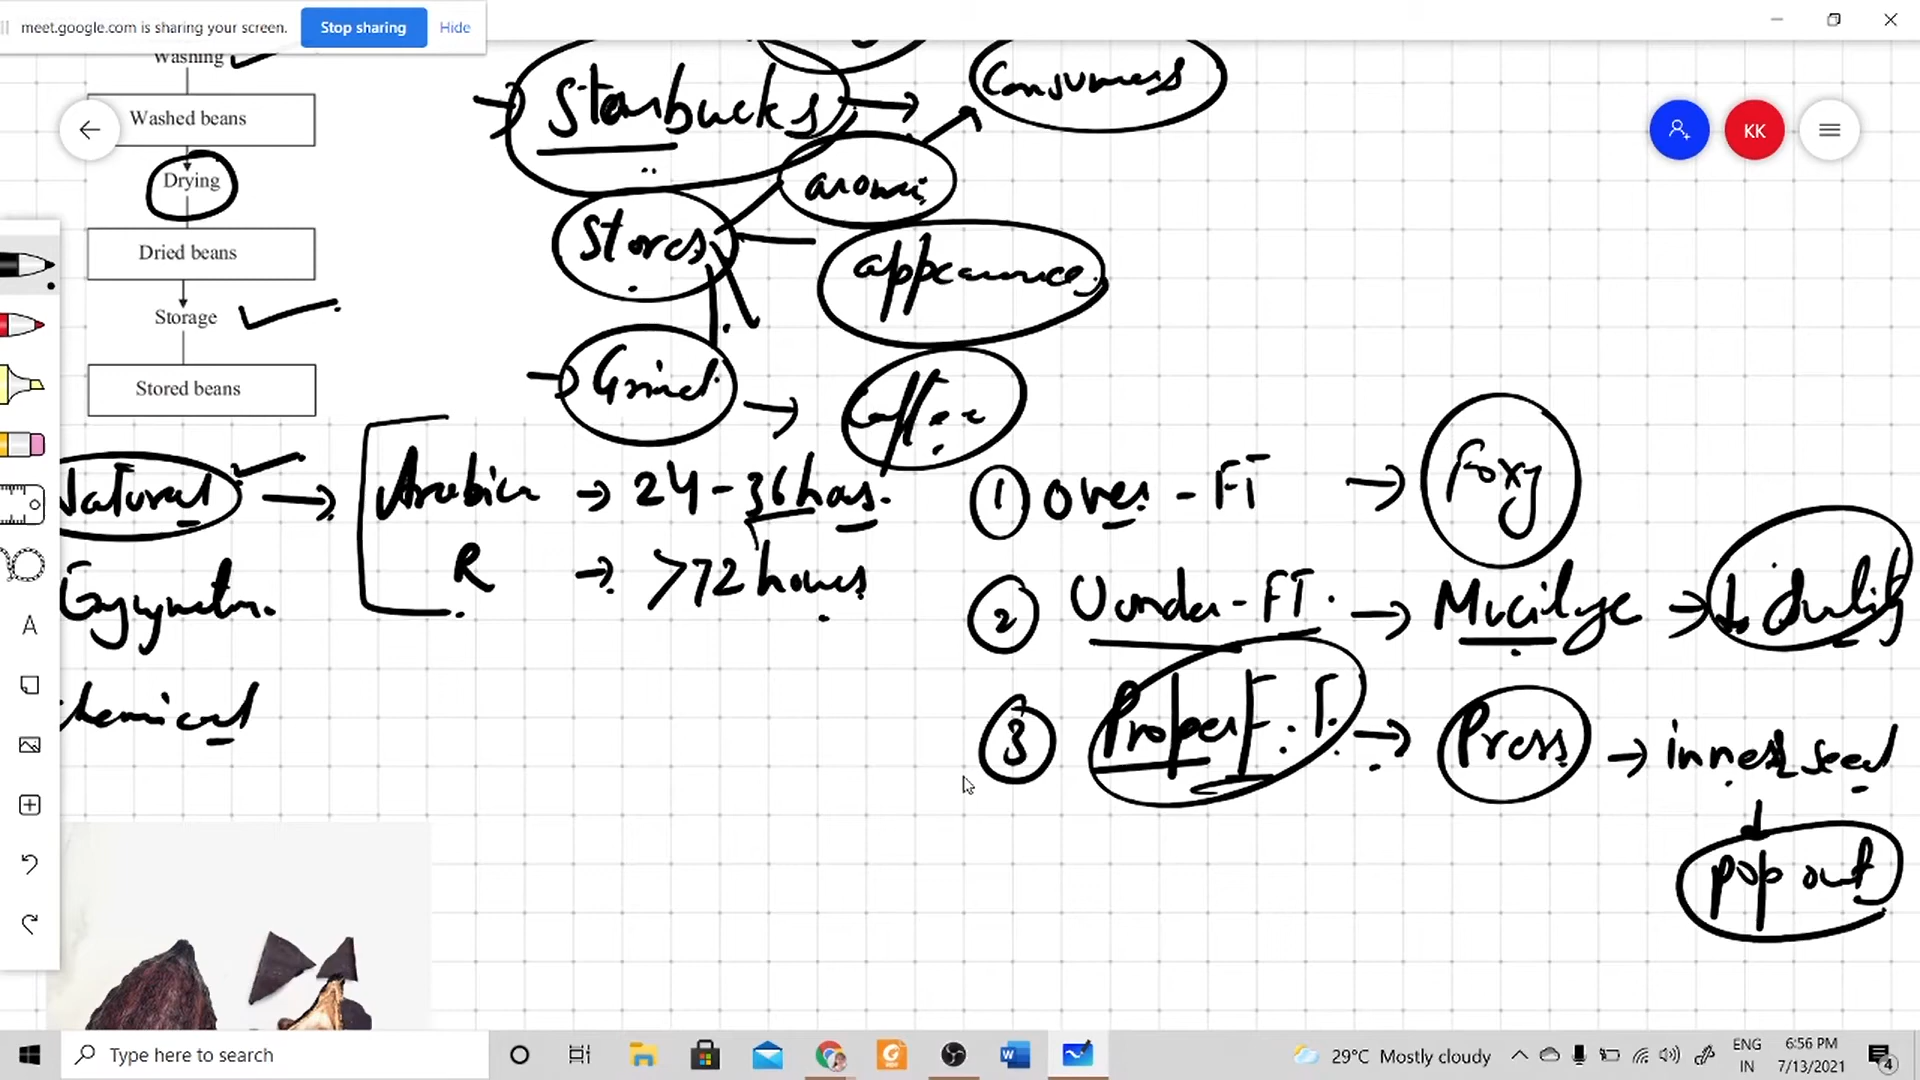 meet.google.com is sharing your screen. Stop sharing Hide
Washing
Washed beans
Drying
Dried beans
Storage
Stored beans
Starbucks
Consumers
aroma
Stores
appearance
Grind
Coffee
Natural
Arabica → 24-36 hrs.
R → >72 hours
Enzymatic
chemical
① Over - FT → Foxy
② Under - FT. → Mucilage →
③ Proper F.T. → Press → inner seed
pop out
KK
A
Type here to search
29°C Mostly cloudy
ENG
IN
6:56 PM
7/13/2021
4